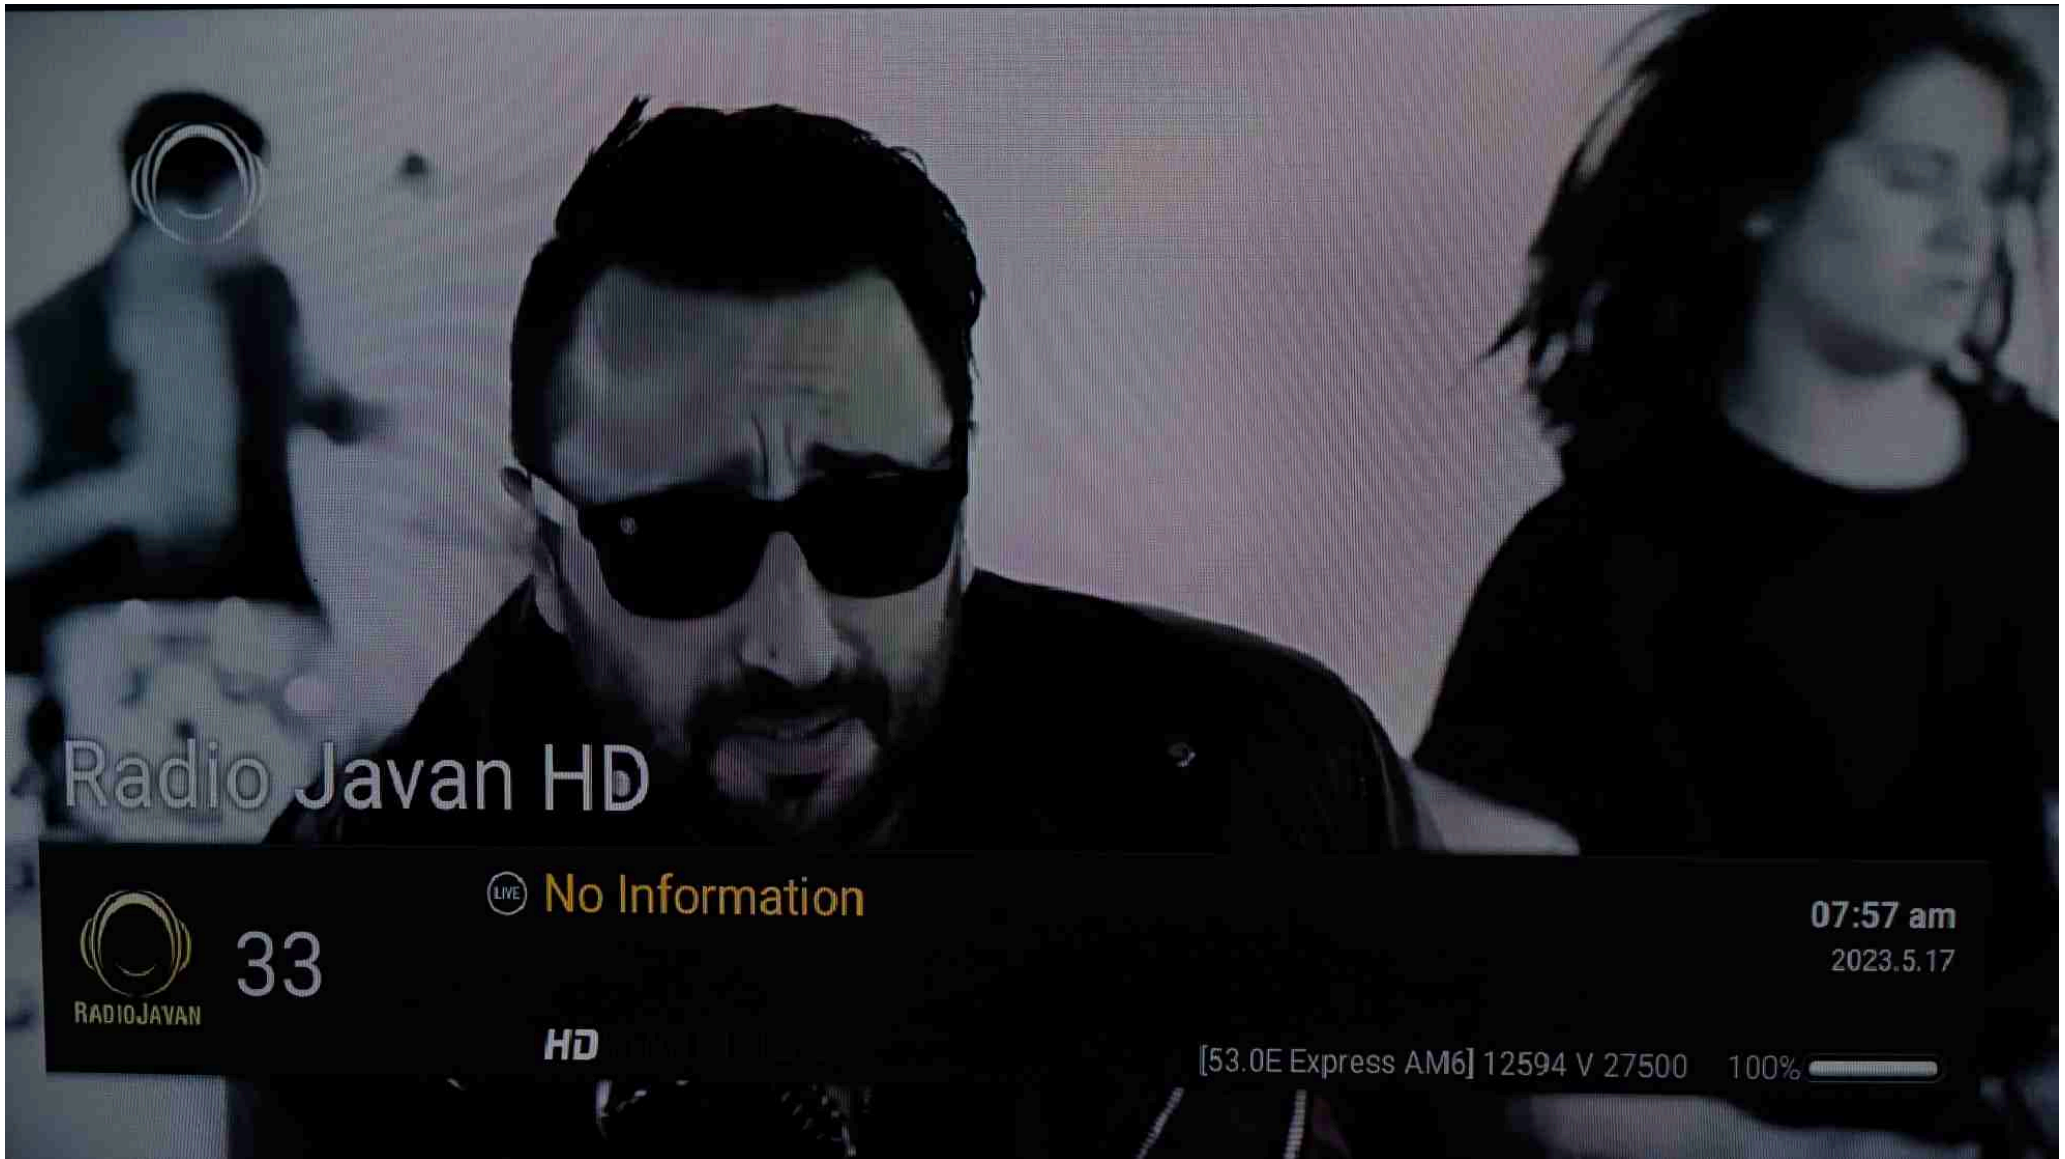 Radio Javan HD
LIVE No Information
07:57 am
2023.5.17
33
RADIOJAVAN
HD
[53.0E Express AM6] 12594 V 27500 100%